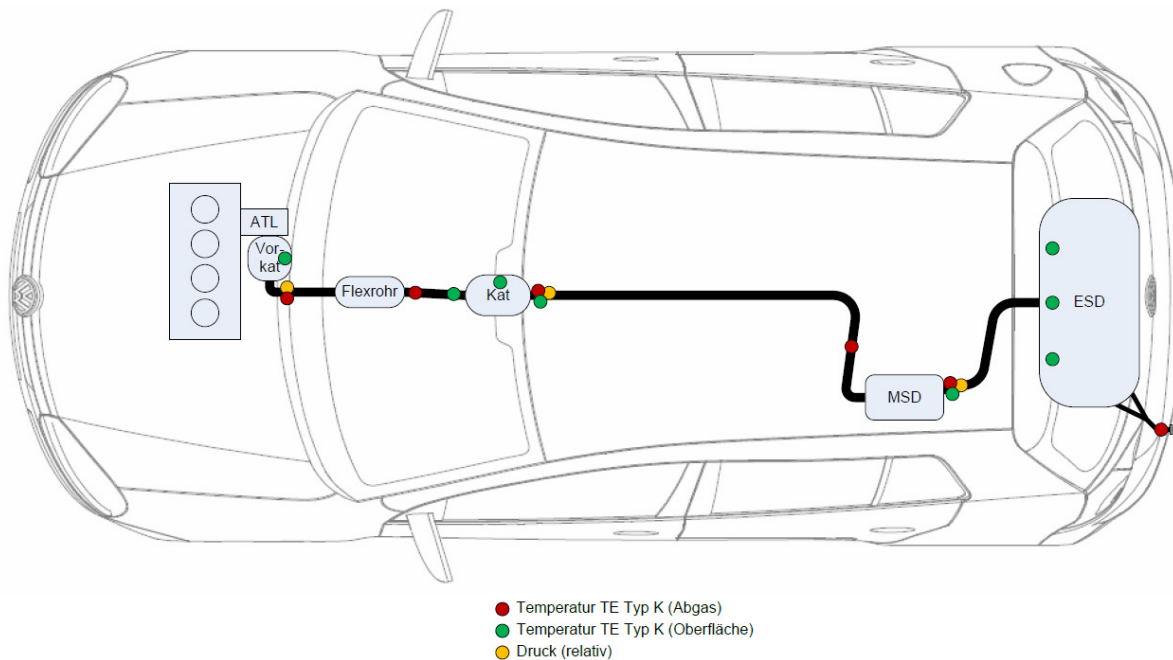 ATL
Vor-
kat
Flexrohr
Kat
MSD
ESD
Temperatur TE Typ K (Abgas)
Temperatur TE Typ K (Oberfläche)
Druck (relativ)